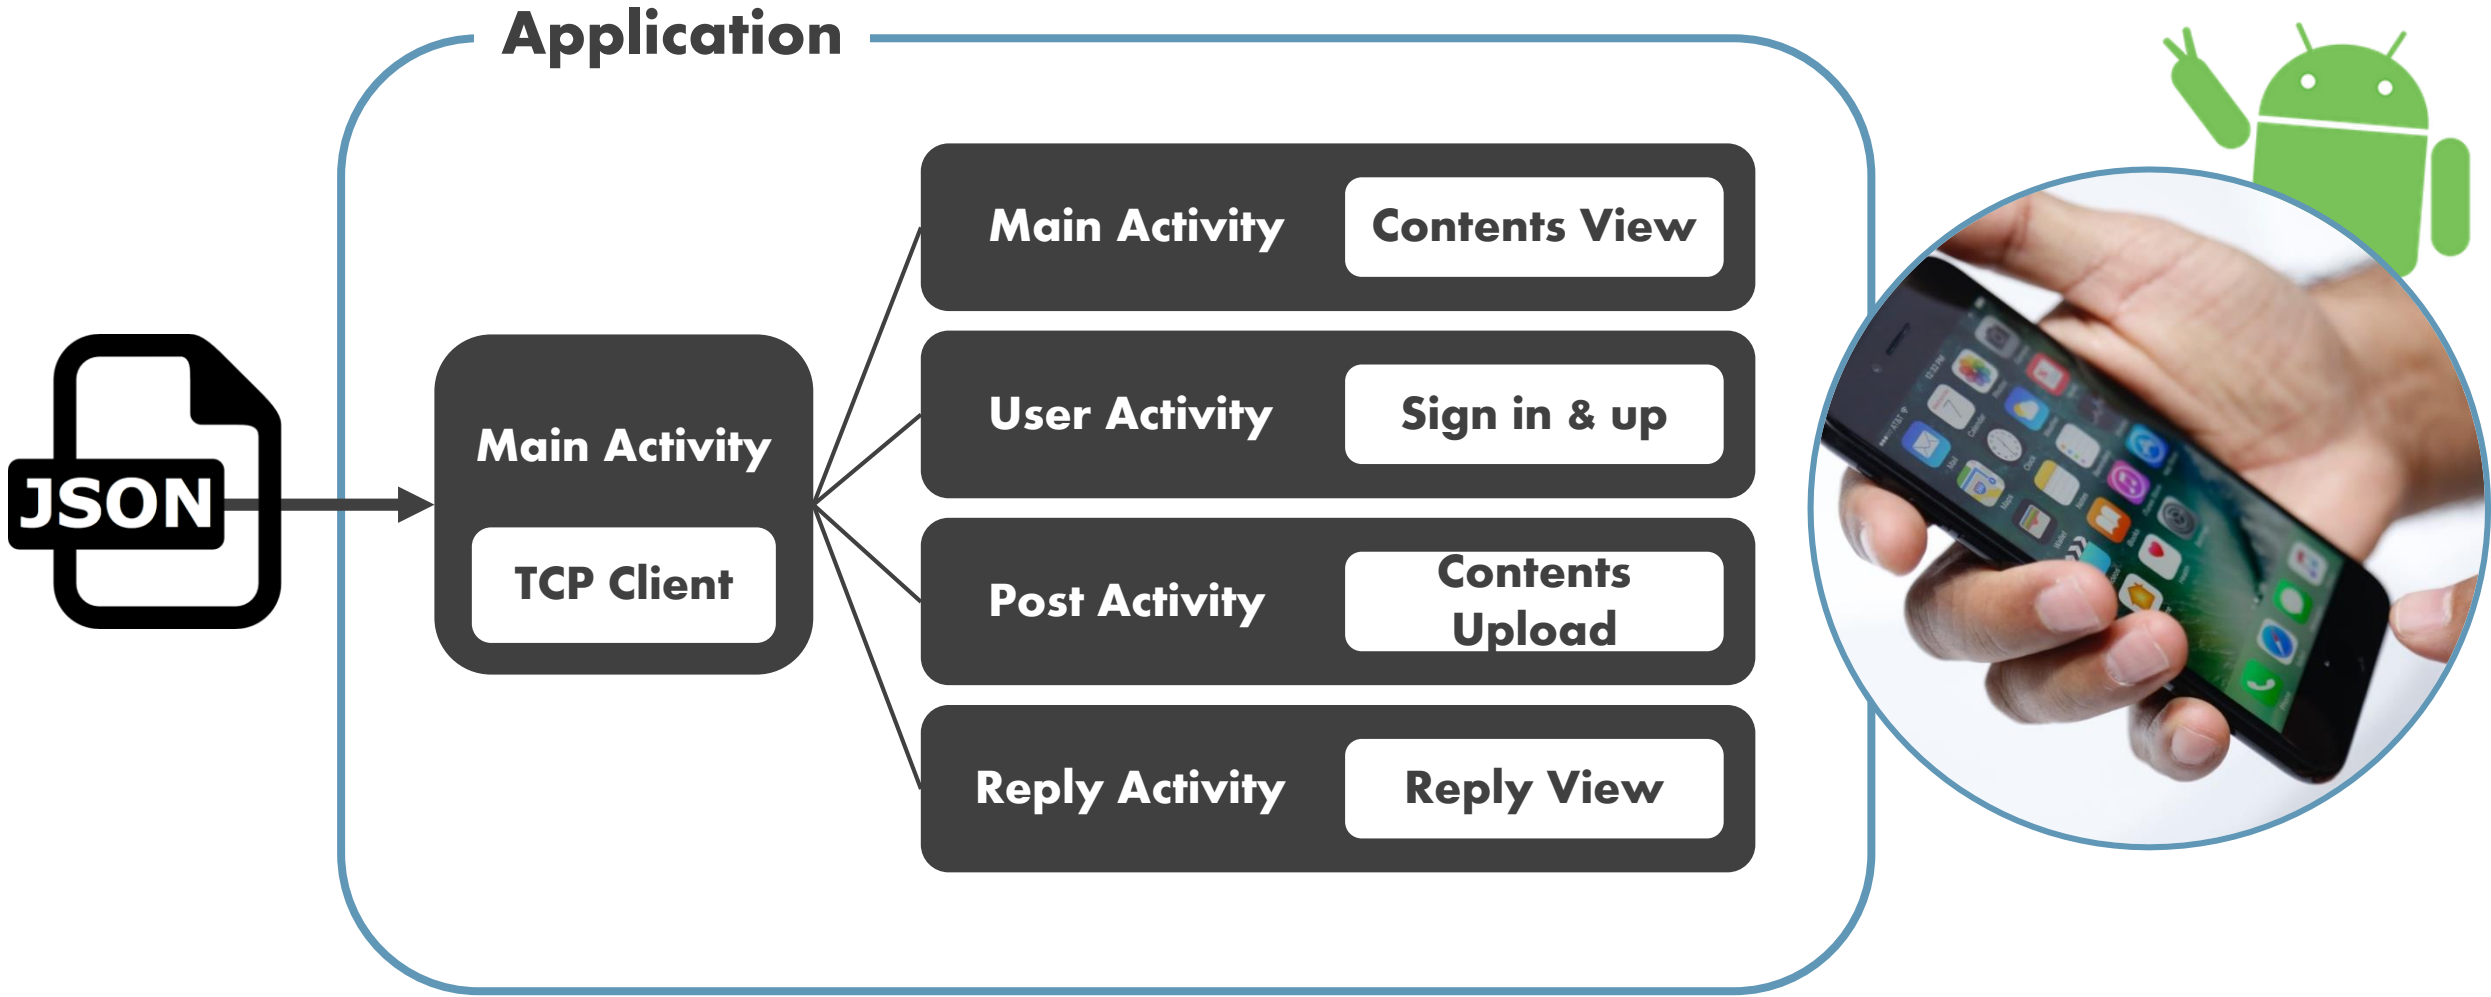 Application
JSON
Main Activity
TCP Client
Main Activity
Contents View
User Activity
Sign in & up
Post Activity
Contents
Upload
Reply Activity
Reply View